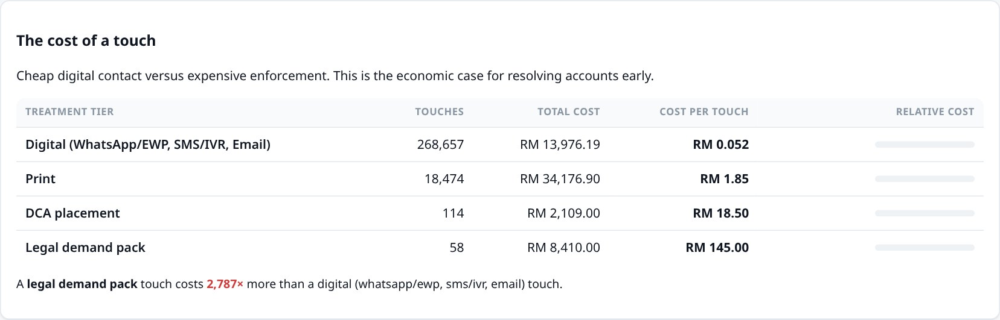 The cost of a touch
Cheap digital contact versus expensive enforcement. This is the economic case for resolving accounts early.
TREATMENT TIER TOUCHES TOTAL COST COST PER TOUCH RELATIVE COST
Digital (WhatsApp/EWP, SMS/IVR, Email) 268,657 RM 13,976.19 RM 0.052
Print 18,474 RM 34,176.90 RM 1.85
DCA placement 114 RM 2,109.00 RM 18.50
Legal demand pack 58 RM 8,410.00 RM 145.00
A legal demand pack touch costs 2,787× more than a digital (whatsapp/ewp, sms/ivr, email) touch.